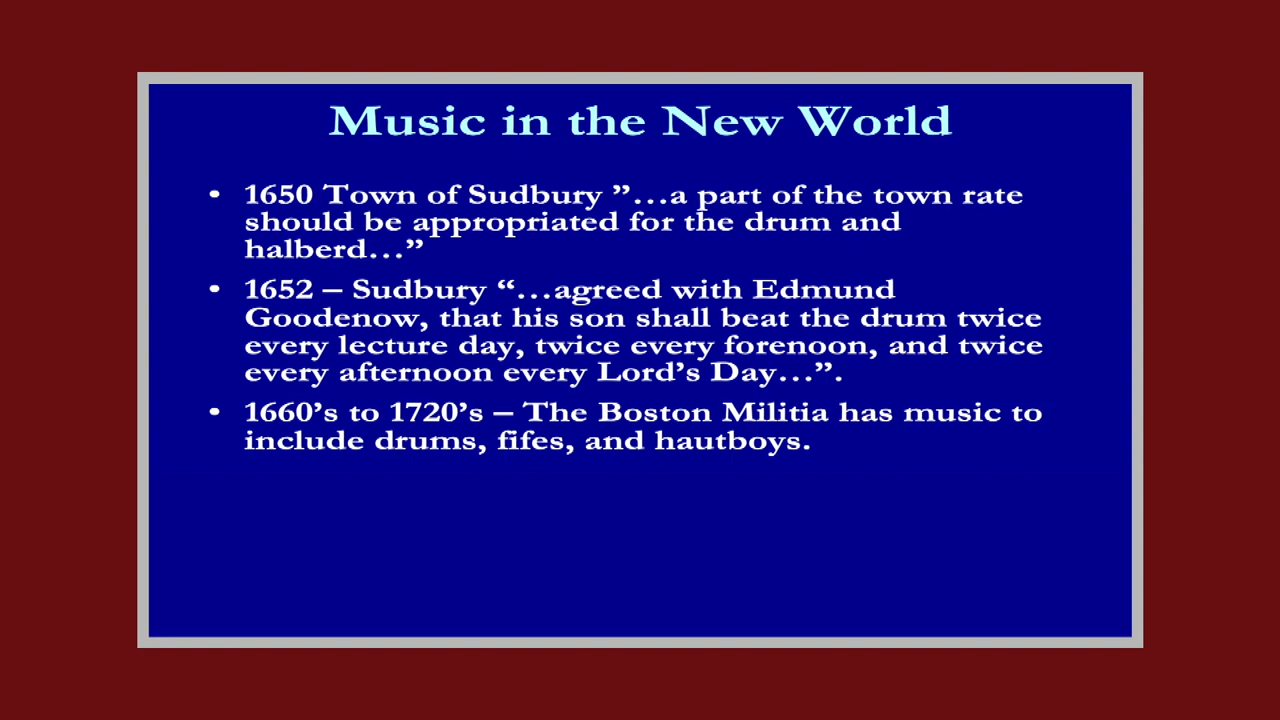 Music in the New World
• 1650 Town of Sudbury ”…a part of the town rate
should be appropriated for the drum and
halberd…”
• 1652 – Sudbury “…agreed with Edmund
Goodenow, that his son shall beat the drum twice
every lecture day, twice every forenoon, and twice
every afternoon every Lord’s Day…”.
• 1660’s to 1720’s – The Boston Militia has music to
include drums, fifes, and hautboys.